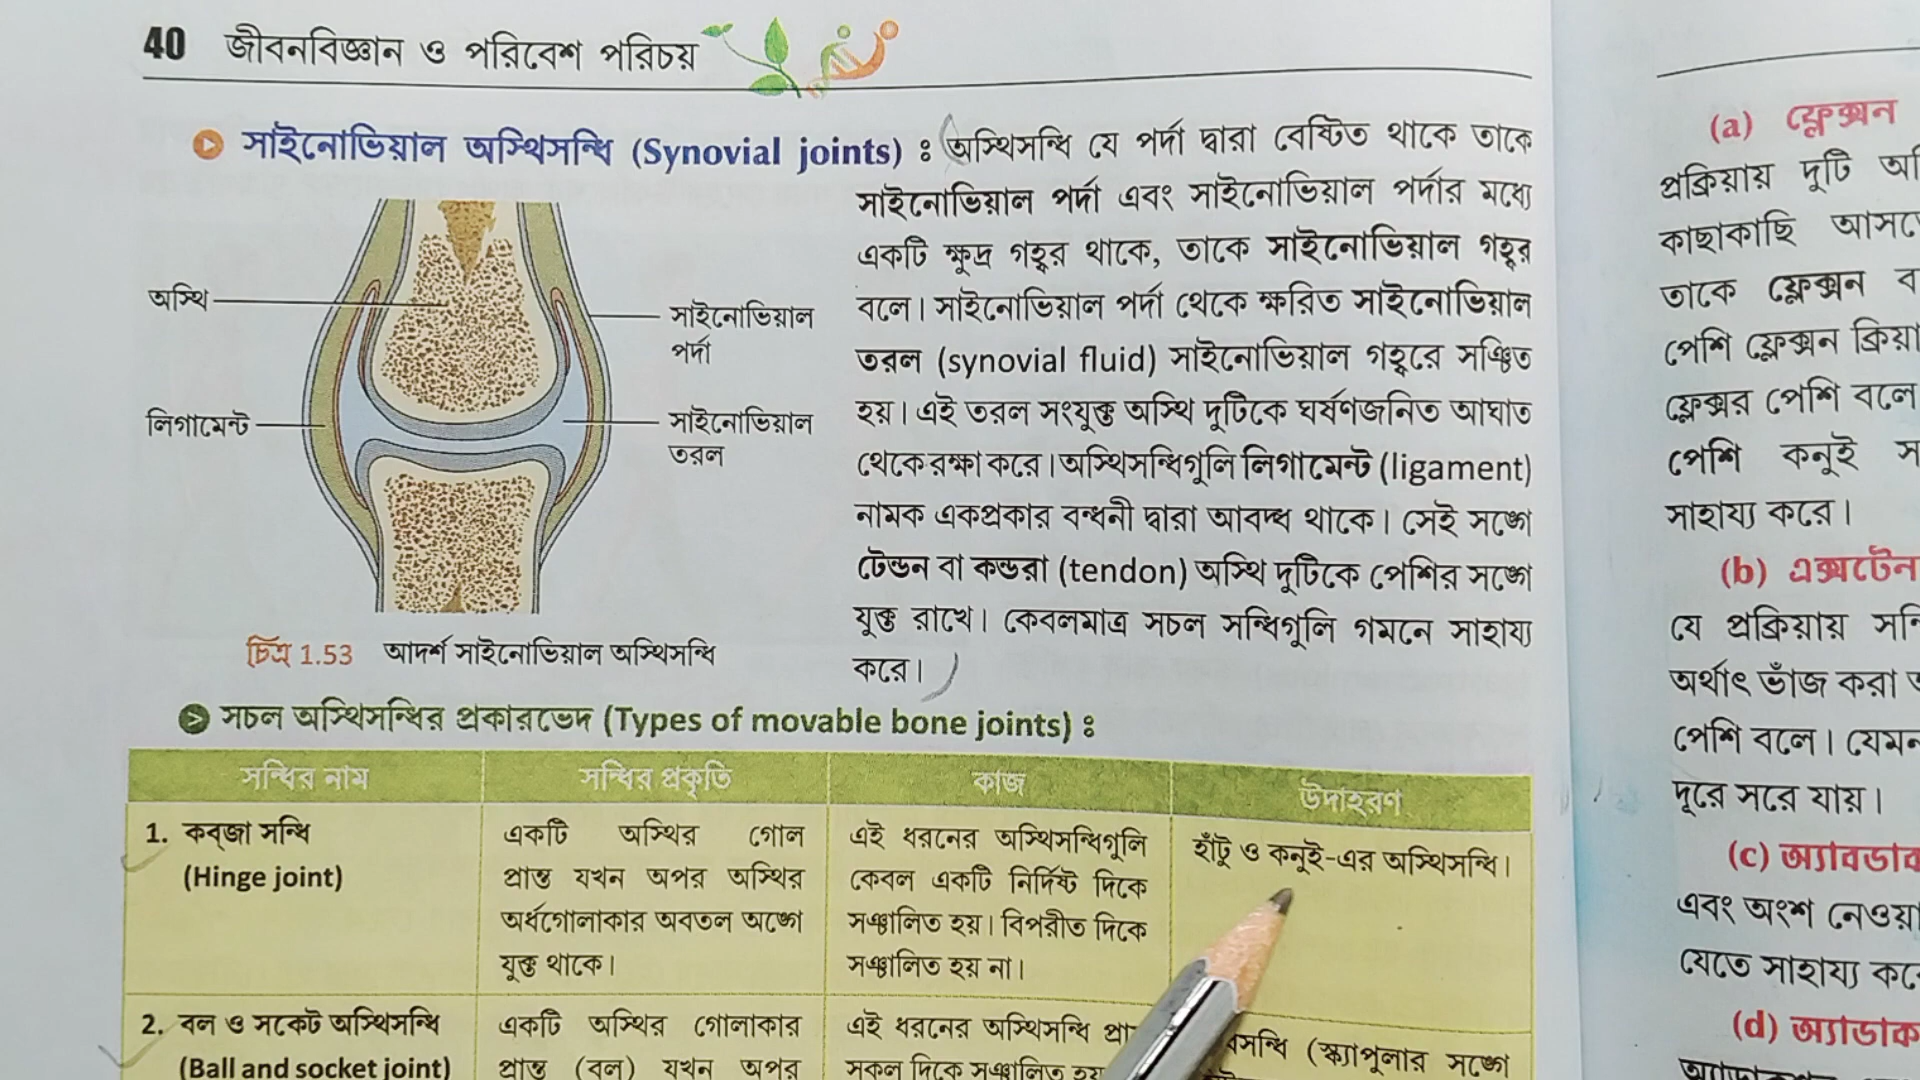 40 জীবনবিজ্ঞান ও পরিবেশ পরিচয়
সাইনোভিয়াল অস্থিসন্ধি (Synovial joints) : অস্থিসন্ধি যে পর্দা দ্বারা বেষ্টিত থাকে তাকে
সাইনোভিয়াল পর্দা এবং সাইনোভিয়াল পর্দার মধ্যে
একটি ক্ষুদ্র গহ্বর থাকে, তাকে সাইনোভিয়াল গহ্বর
বলে। সাইনোভিয়াল পর্দা থেকে ক্ষরিত সাইনোভিয়াল
তরল (synovial fluid) সাইনোভিয়াল গহ্বরে সঞ্চিত
হয়। এই তরল সংযুক্ত অস্থি দুটিকে ঘর্ষণজনিত আঘাত
থেকে রক্ষা করে। অস্থিসন্ধিগুলি লিগামেন্ট (ligament)
নামক একপ্রকার বন্ধনী দ্বারা আবদ্ধ থাকে। সেই সঙ্গে
টেন্ডন বা কন্ডরা (tendon) অস্থি দুটিকে পেশির সঙ্গে
যুক্ত রাখে। কেবলমাত্র সচল সন্ধিগুলি গমনে সাহায্য
করে।
অস্থি
লিগামেন্ট
সাইনোভিয়াল
পর্দা
সাইনোভিয়াল
তরল
চিত্র 1.53 আদর্শ সাইনোভিয়াল অস্থিসন্ধি
সচল অস্থিসন্ধির প্রকারভেদ (Types of movable bone joints) :
সন্ধির নাম
সন্ধির প্রকৃতি
কাজ
উদাহরণ
1. কব্‌জা সন্ধি
(Hinge joint)
একটি অস্থির গোল
প্রান্ত যখন অপর অস্থির
অর্ধগোলাকার অবতল অঙ্গে
যুক্ত থাকে।
এই ধরনের অস্থিসন্ধিগুলি
কেবল একটি নির্দিষ্ট দিকে
সঞ্চালিত হয়। বিপরীত দিকে
সঞ্চালিত হয় না।
হাঁটু ও কনুই-এর অস্থিসন্ধি।
2. বল ও সকেট অস্থিসন্ধি
(Ball and socket joint)
একটি অস্থির গোলাকার
প্রান্ত (বল) যখন অপর
এই ধরনের অস্থিসন্ধি
সকল দিকে সঞ্চালিত
(স্ক্যাপুলার সঙ্গে
(a) ফ্লেক্সন
প্রক্রিয়ায় দুটি
কাছাকাছি
তাকে ফ্লেক্সন
পেশি ফ্লেক্সন ক্রিয়া
ফ্লেক্সর পেশি বলে
পেশি কনুই
সাহায্য করে।
(b)
যে প্রক্রিয়ায়
অর্থাৎ ভাঁজ করা
পেশি বলে। যেমন
দূরে সরে যায়।
(c)
এবং অংশ নেওয়া
যেতে সাহায্য
(d)